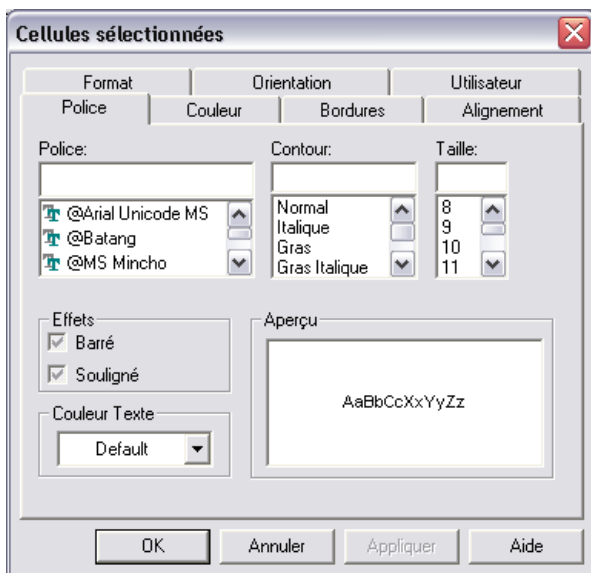 Cellules sélectionnées
Format Orientation Utilisateur
Police Couleur Bordures Alignement
Police: Contour: Taille:
@Arial Unicode MS Normal 8
@Batang Italique 9
@MS Mincho Gras 10
Gras Italique 11
Effets Aperçu
Barré
Souligné
AaBbCcXxYyZz
Couleur Texte
Default
OK Annuler Appliquer Aide